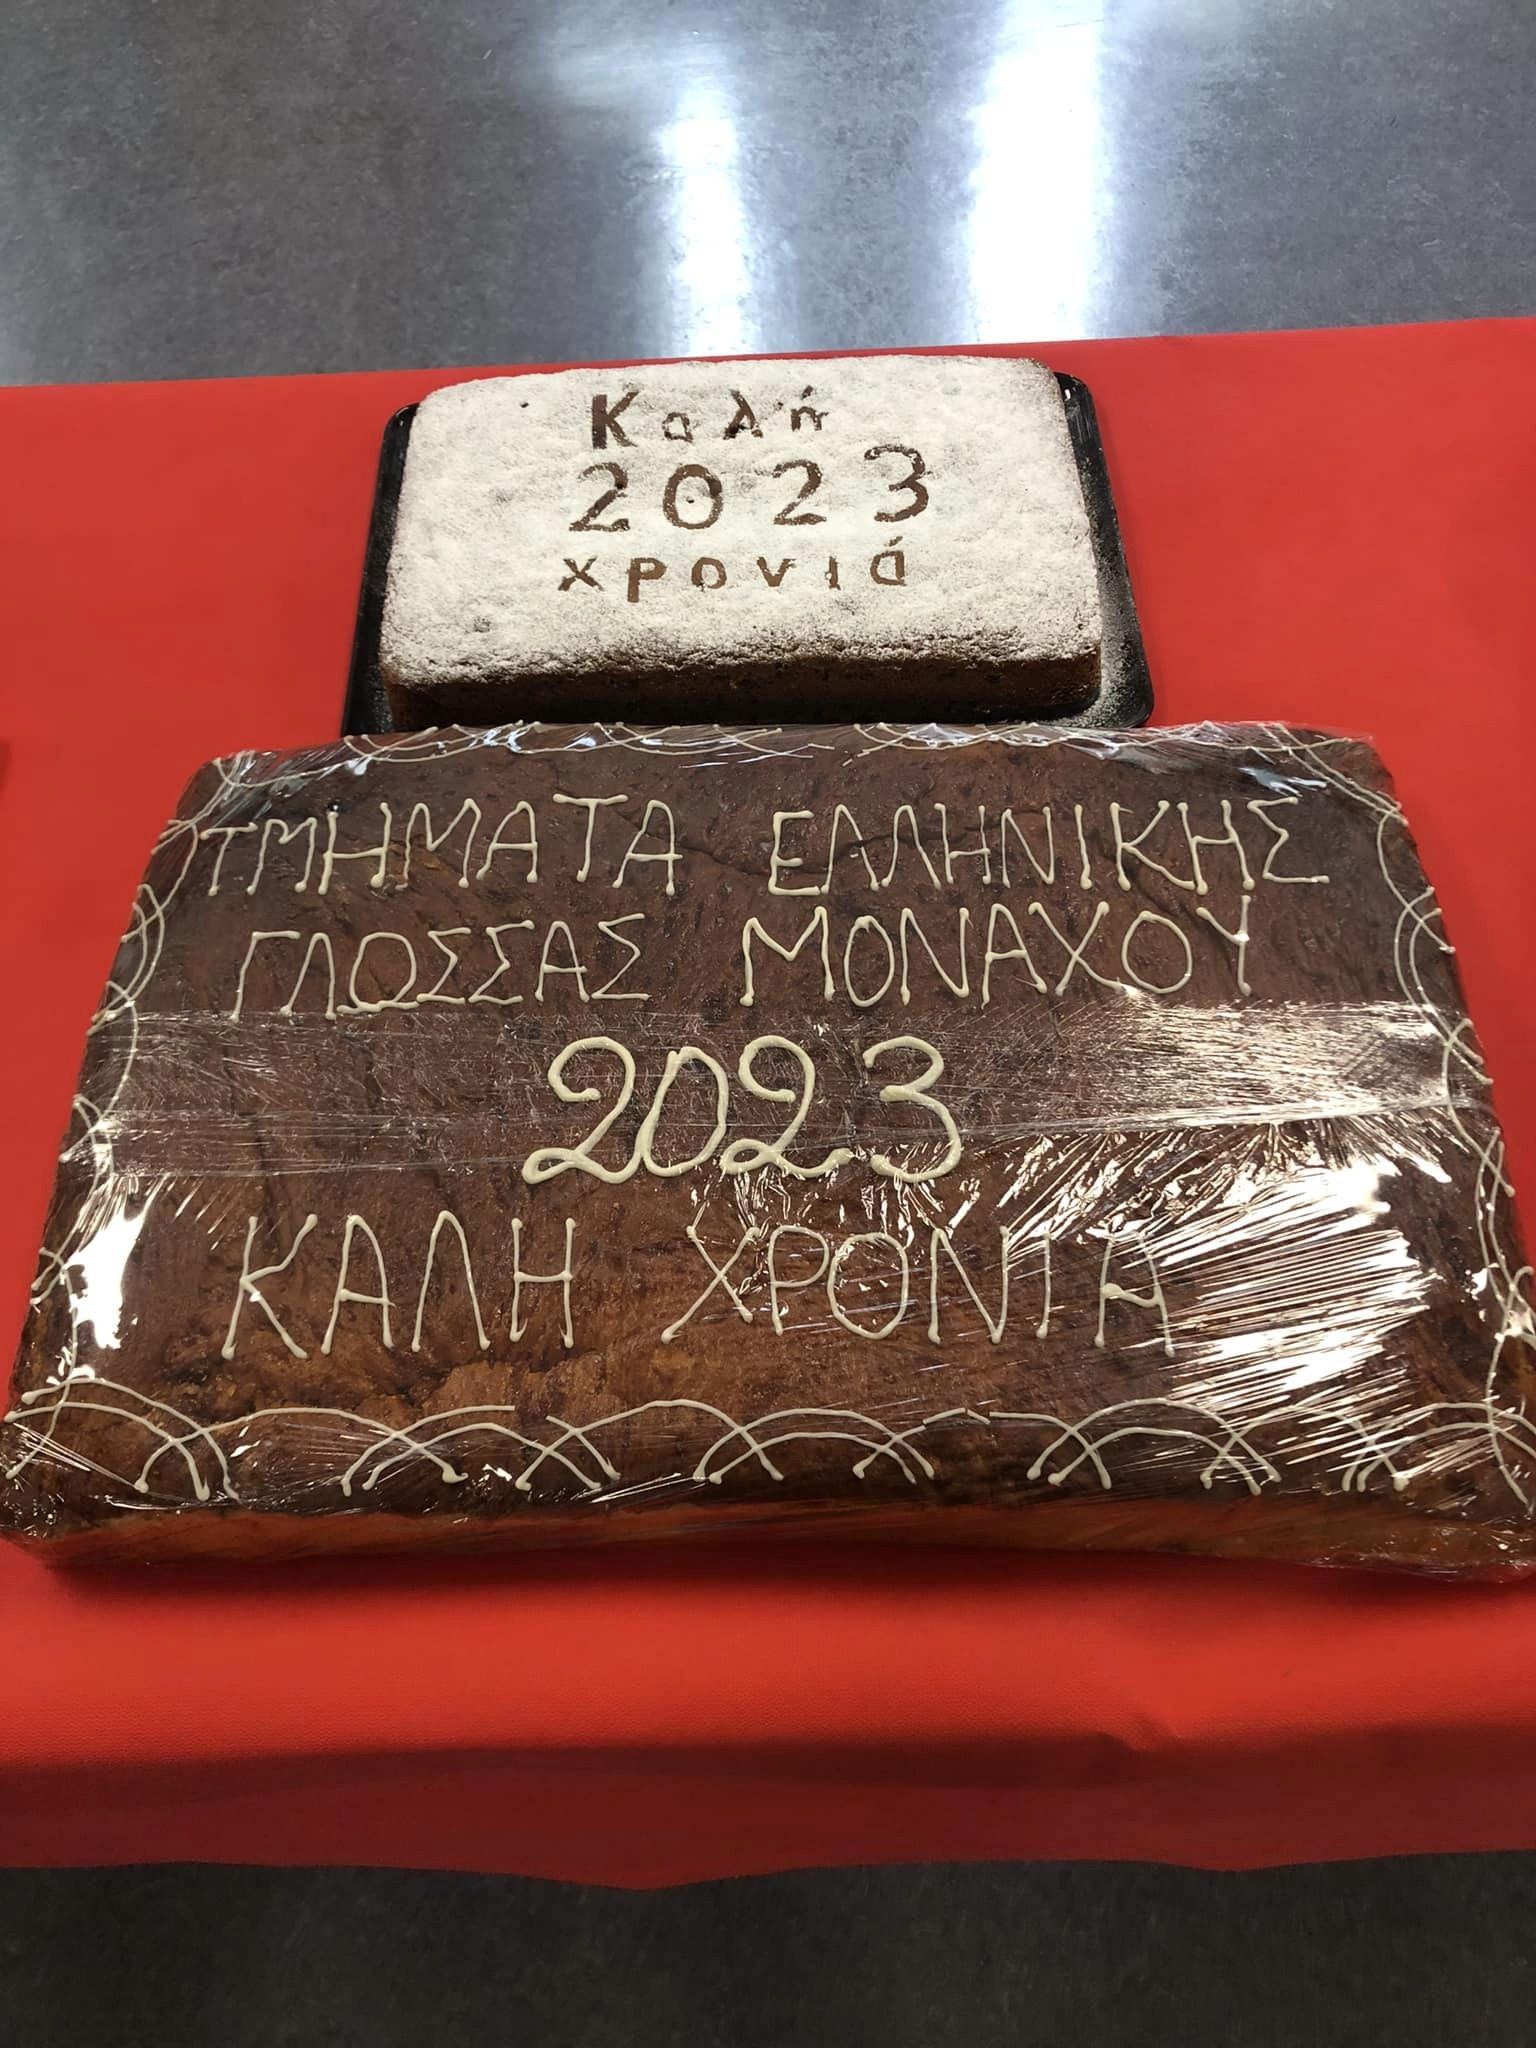 Καλή
2023
χρονιά
ΤΜΗΜΑΤΑ ΕΛΛΗΝΙΚΗΣ
ΓΛΩΣΣΑΣ ΜΟΝΑΧΟΥ
2023
ΚΑΛΗ ΧΡΟΝΙΑ